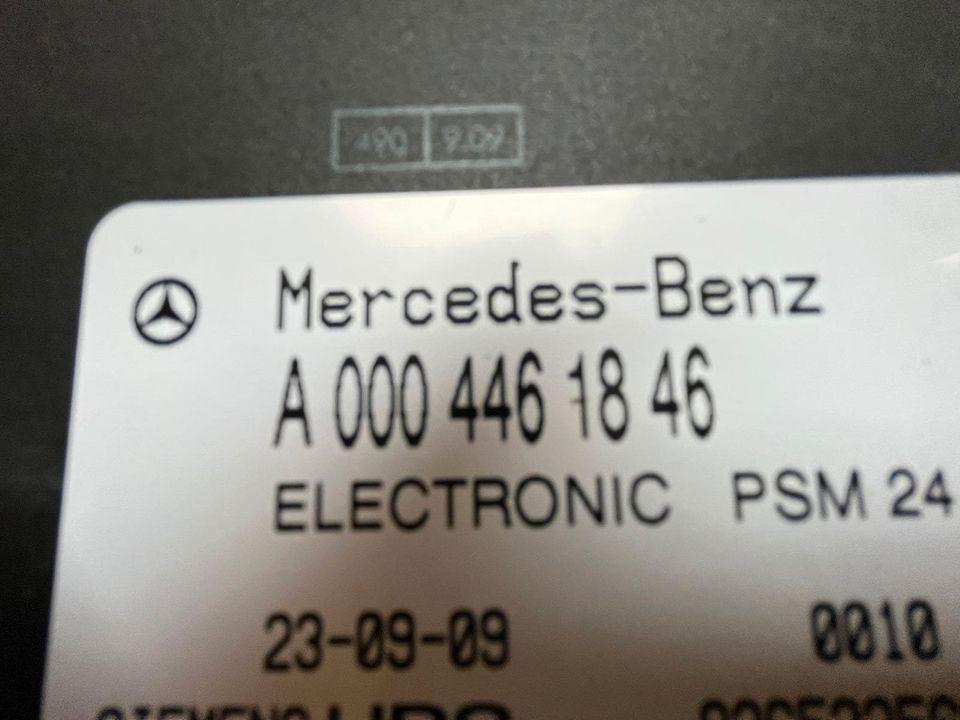 490 9.09
Mercedes-Benz
A 000 446 18 46
ELECTRONIC PSM 24
23-09-09 0010